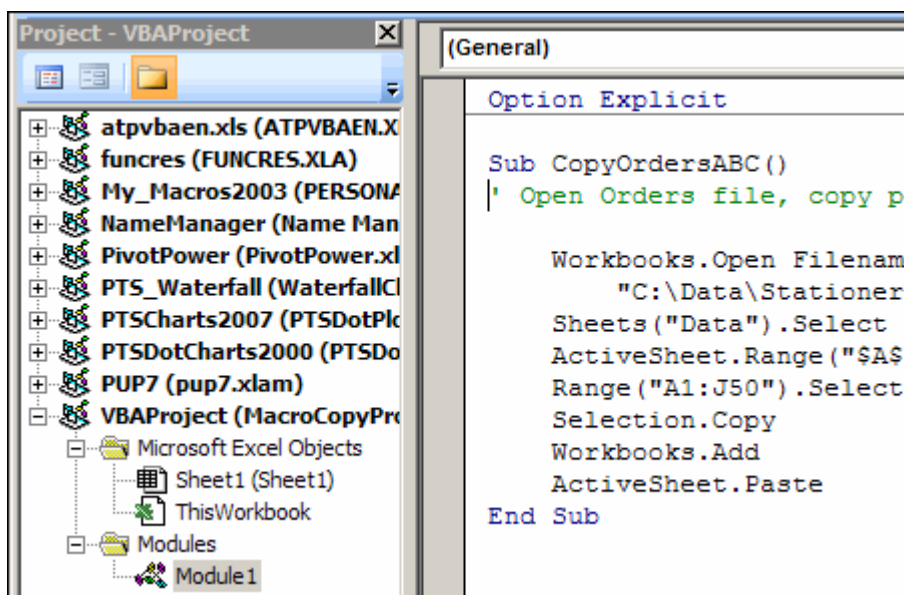 Project - VBAProject
atpvbaen.xls (ATPVBAEN.X
funcres (FUNCRES.XLA)
My_Macros2003 (PERSONA
NameManager (Name Man
PivotPower (PivotPower.xl
PTS_Waterfall (WaterfallCl
PTSCharts2007 (PTSDotPlo
PTSDotCharts2000 (PTSDo
PUP7 (pup7.xlam)
VBAProject (MacroCopyPro
Microsoft Excel Objects
Sheet1 (Sheet1)
ThisWorkbook
Modules
Module1
(General)
Option Explicit
Sub CopyOrdersABC()
' Open Orders file, copy p
Workbooks.Open Filenam
"C:\Data\Stationer
Sheets("Data").Select
ActiveSheet.Range("$A$
Range("A1:J50").Select
Selection.Copy
Workbooks.Add
ActiveSheet.Paste
End Sub